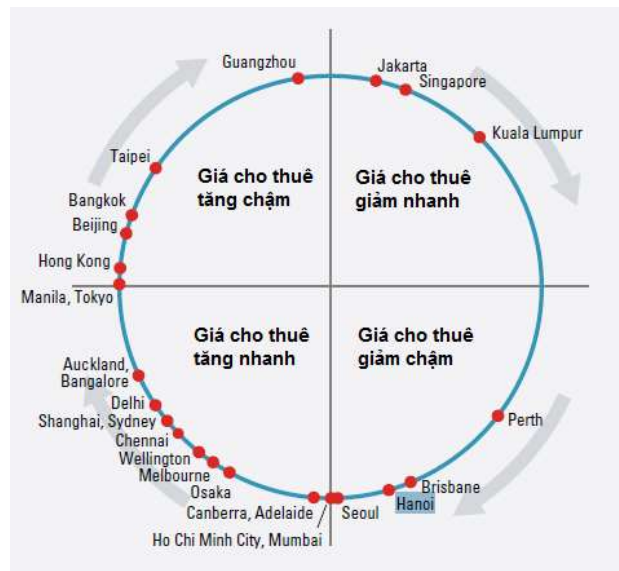 Guangzhou
Jakarta
Singapore
Kuala Lumpur
Taipei
Giá cho thuê
tăng chậm
Giá cho thuê
giảm nhanh
Bangkok
Beijing
Hong Kong
Manila, Tokyo
Giá cho thuê
tăng nhanh
Giá cho thuê
giảm chậm
Auckland,
Bangalore
Delhi
Shanghai, Sydney
Chennai
Wellington
Melbourne
Osaka
Canberra, Adelaide
Ho Chi Minh City, Mumbai
Seoul
Hanoi
Brisbane
Perth